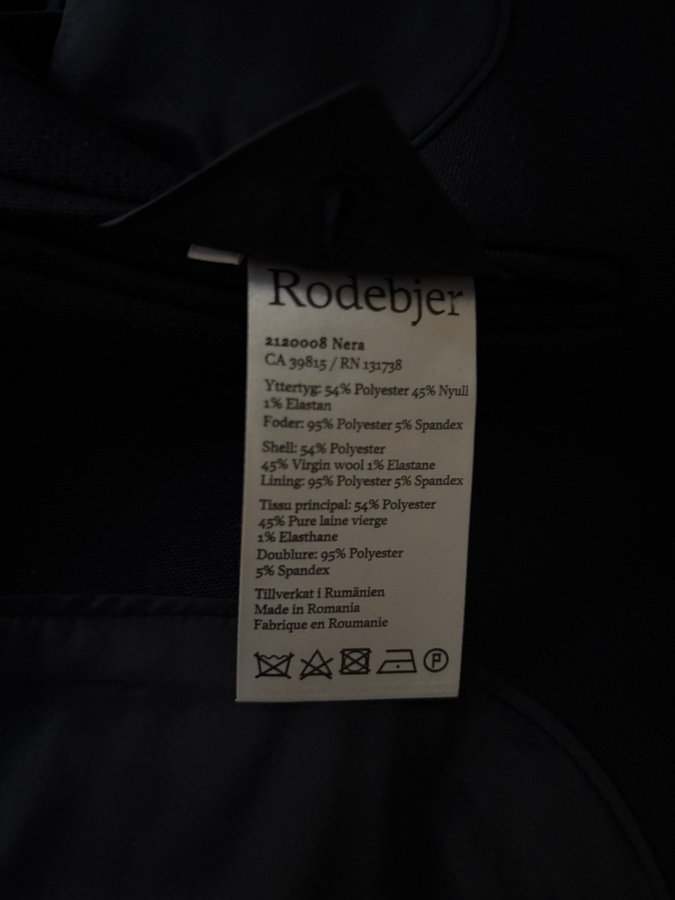 Rodebjer
2120008 Nera
CA 39815 / RN 131738
Yttertyg: 54% Polyester 45% Nyull
1% Elastan
Foder: 95% Polyester 5% Spandex
Shell: 54% Polyester
45% Virgin wool 1% Elastane
Lining: 95% Polyester 5% Spandex
Tissu principal: 54% Polyester
45% Pure laine vierge
1% Elasthane
Doublure: 95% Polyester
5% Spandex
Tillverkat i Rumänien
Made in Romania
Fabrique en Roumanie
P